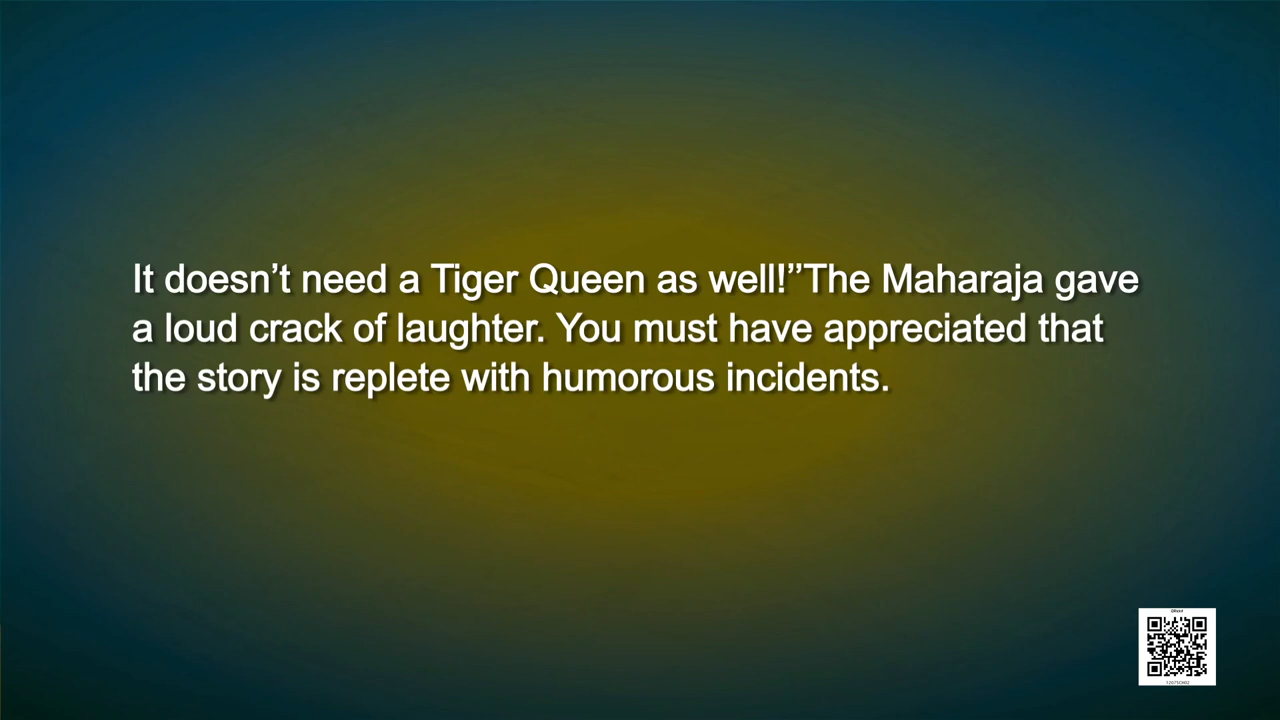 It doesn’t need a Tiger Queen as well!’’The Maharaja gave
a loud crack of laughter. You must have appreciated that
the story is replete with humorous incidents.